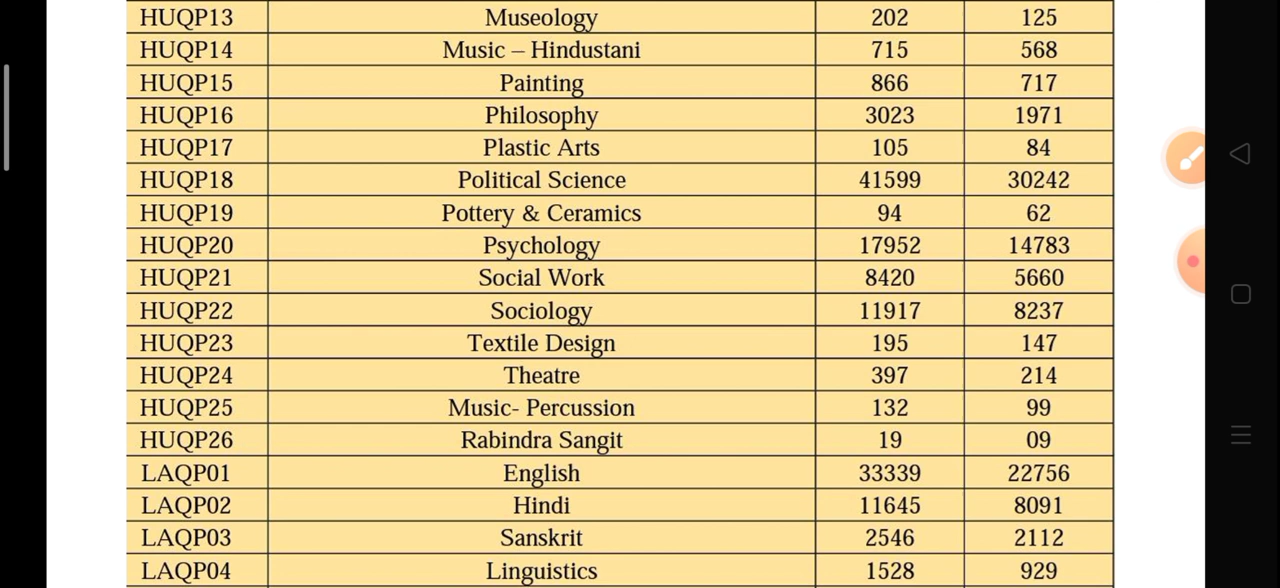 HUQP13 Museology 202 125
HUQP14 Music – Hindustani 715 568
HUQP15 Painting 866 717
HUQP16 Philosophy 3023 1971
HUQP17 Plastic Arts 105 84
HUQP18 Political Science 41599 30242
HUQP19 Pottery & Ceramics 94 62
HUQP20 Psychology 17952 14783
HUQP21 Social Work 8420 5660
HUQP22 Sociology 11917 8237
HUQP23 Textile Design 195 147
HUQP24 Theatre 397 214
HUQP25 Music- Percussion 132 99
HUQP26 Rabindra Sangit 19 09
LAQP01 English 33339 22756
LAQP02 Hindi 11645 8091
LAQP03 Sanskrit 2546 2112
LAQP04 Linguistics 1528 929